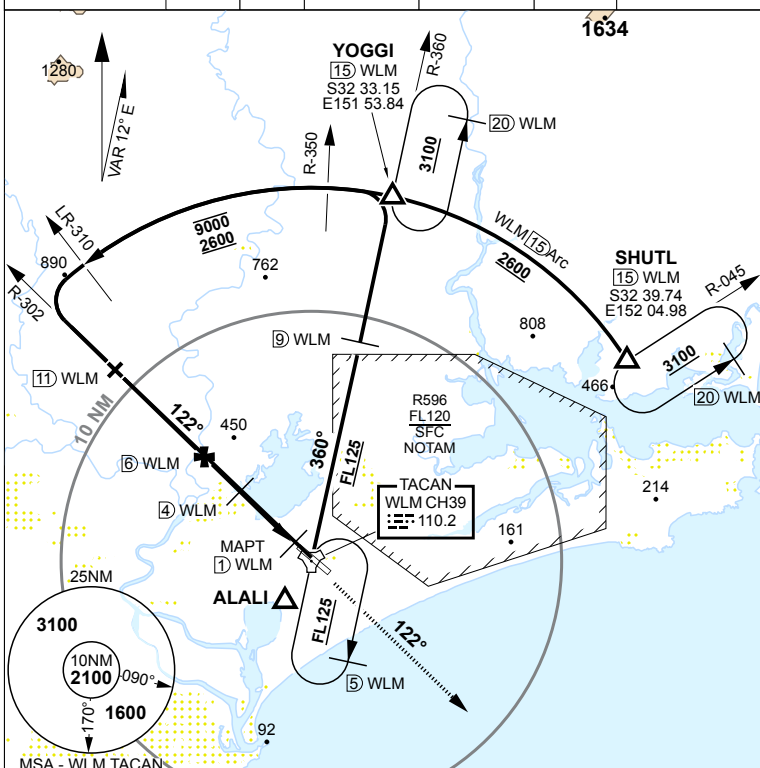 1634
YOGGI
15 WLM
S32 33.15
E151 53.84
R-360
20 WLM
3100
1280
VAR 12° E
R-350
LR-310
9000
2600
890
762
R-302
WLM 15 Arc
2600
SHUTL
15 WLM
S32 39.74
E152 04.98
R-045
3100
20 WLM
808
466
9 WLM
11 WLM
10 NM
122°
450
6 WLM
4 WLM
360°
FL125
R596
FL120
SFC
NOTAM
TACAN
WLM CH39
110.2
214
161
MAPT
1 WLM
ALALI
FL125
5 WLM
122°
25NM
3100
10NM
2100
090°
170°
1600
92
MSA - WLM TACAN